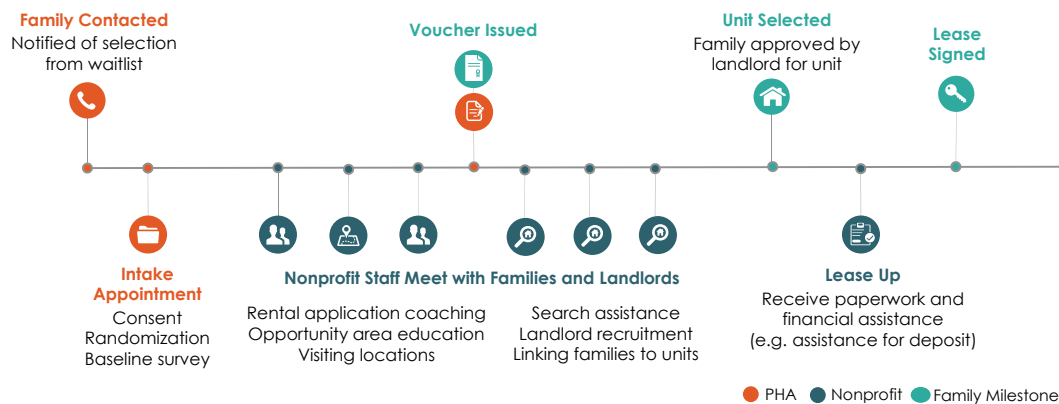 Family Contacted
Notified of selection
from waitlist
Voucher Issued
Unit Selected
Family approved by
landlord for unit
Lease
Signed
Intake
Appointment
Consent
Randomization
Baseline survey
Nonprofit Staff Meet with Families and Landlords
Rental application coaching
Opportunity area education
Visiting locations
Search assistance
Landlord recruitment
Linking families to units
Lease Up
Receive paperwork and
financial assistance
(e.g. assistance for deposit)
PHA
Nonprofit
Family Milestone